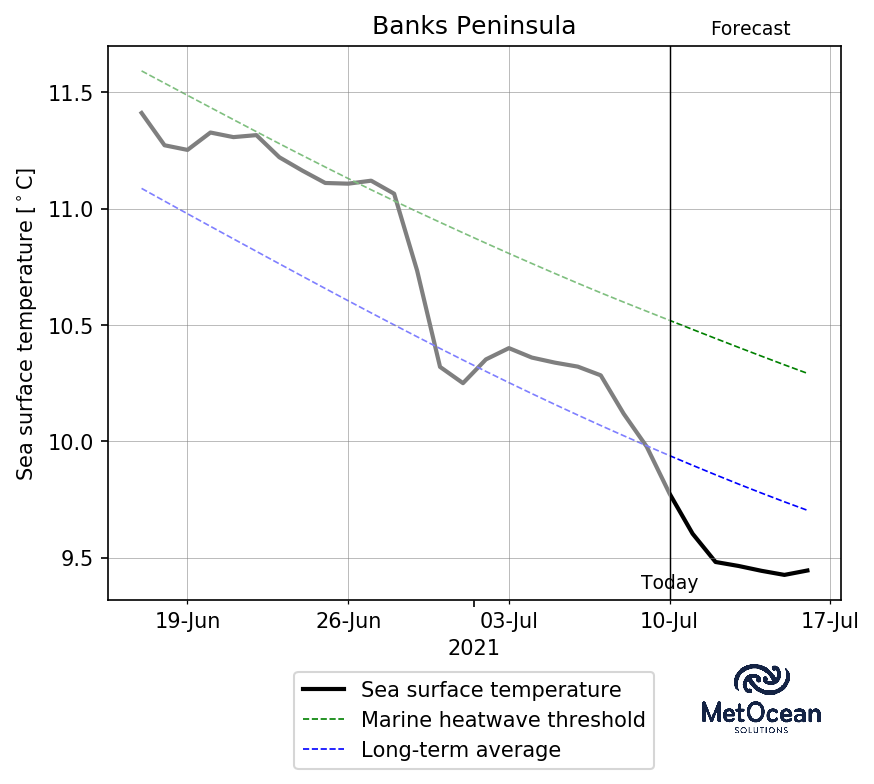 Banks Peninsula
Forecast
Sea surface temperature [°C]
11.5
11.0
10.5
10.0
9.5
Today
19-Jun
26-Jun
03-Jul
10-Jul
17-Jul
2021
Sea surface temperature
Marine heatwave threshold
Long-term average
MetOcean
SOLUTIONS